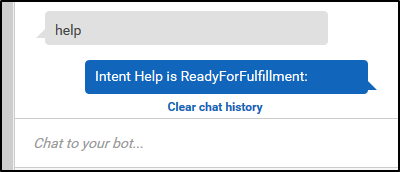 help
Intent Help is ReadyForFulfillment:
Clear chat history
Chat to your bot...